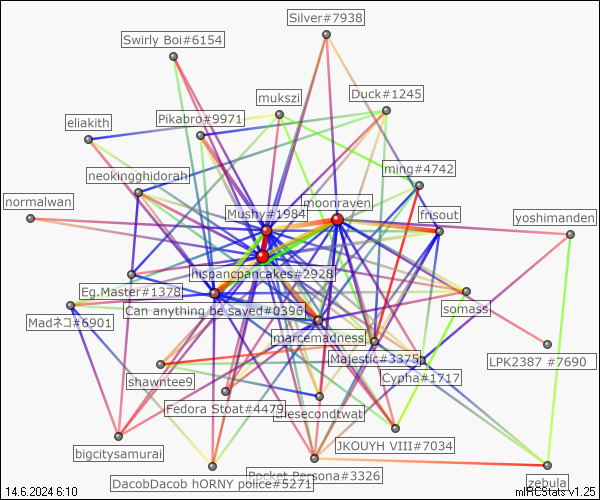 Silver#7938
Swirly Boi#6154
mukszi
Duck#1245
Pikabro#9971
eliakith
ming#4742
neokingghidorah
normalwan
moonraven
Mushy#1984
frisout
yoshimanden
hispancpancakes#2928
Eg.Master#1378
Can anything be saved#0396
somassi
Madネコ#6901
marcemadness
Majestic#3375
LPK2387 #7690
Cypha#1717
shawntee9
Fedora Stoat#4479
thesecondtwat
JKOUYH VIII#7034
bigcitysamurai
Pocket Persona#3326
DacobDacob hORNY police#5271
zebula
14.6.2024 6:10
mIRCStats v1.25